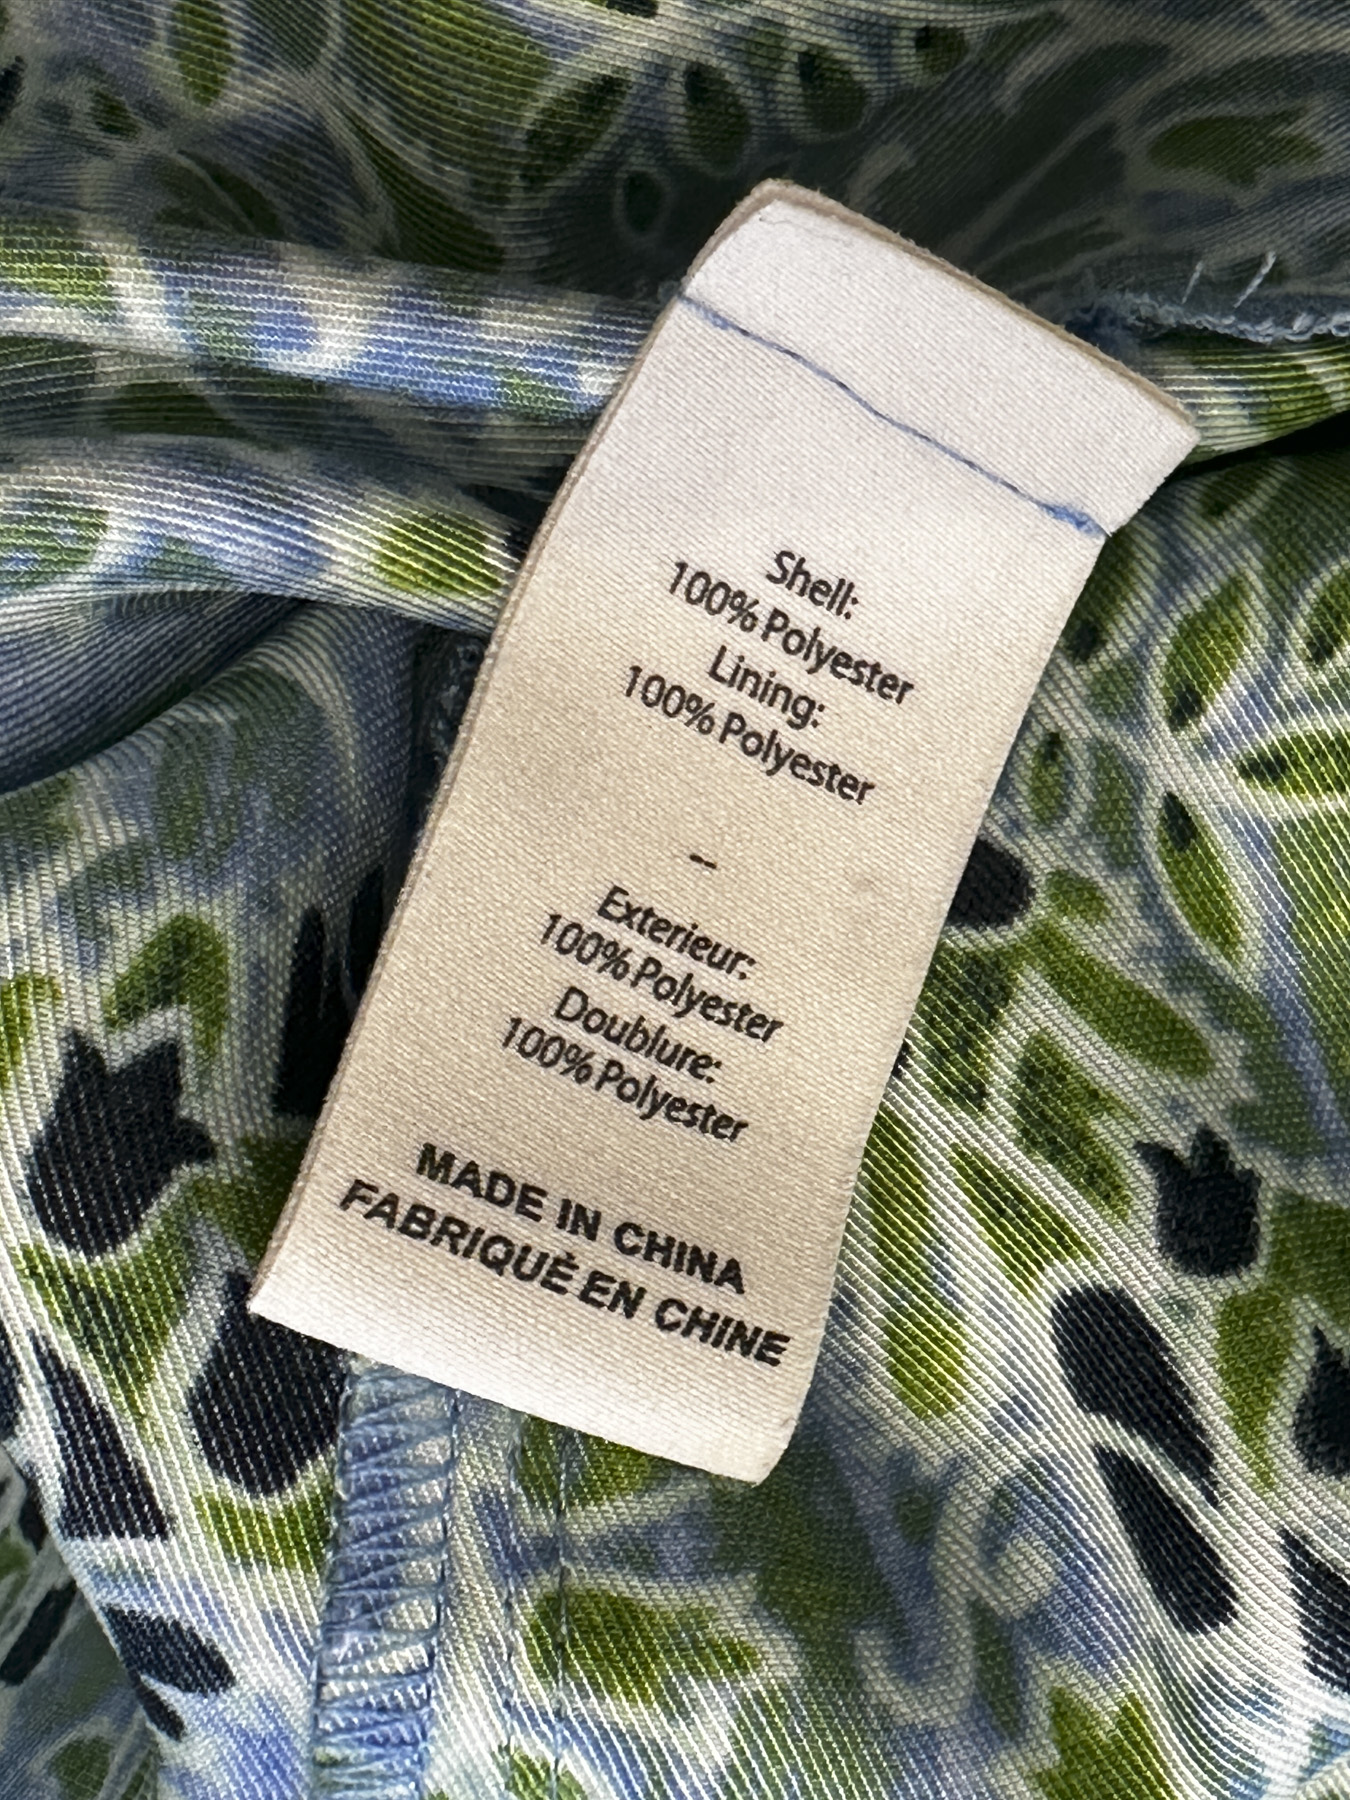 Shell:
100% Polyester
Lining:
100% Polyester
–
Exterieur:
100% Polyester
Doublure:
100% Polyester
MADE IN CHINA
FABRIQUÉ EN CHINE